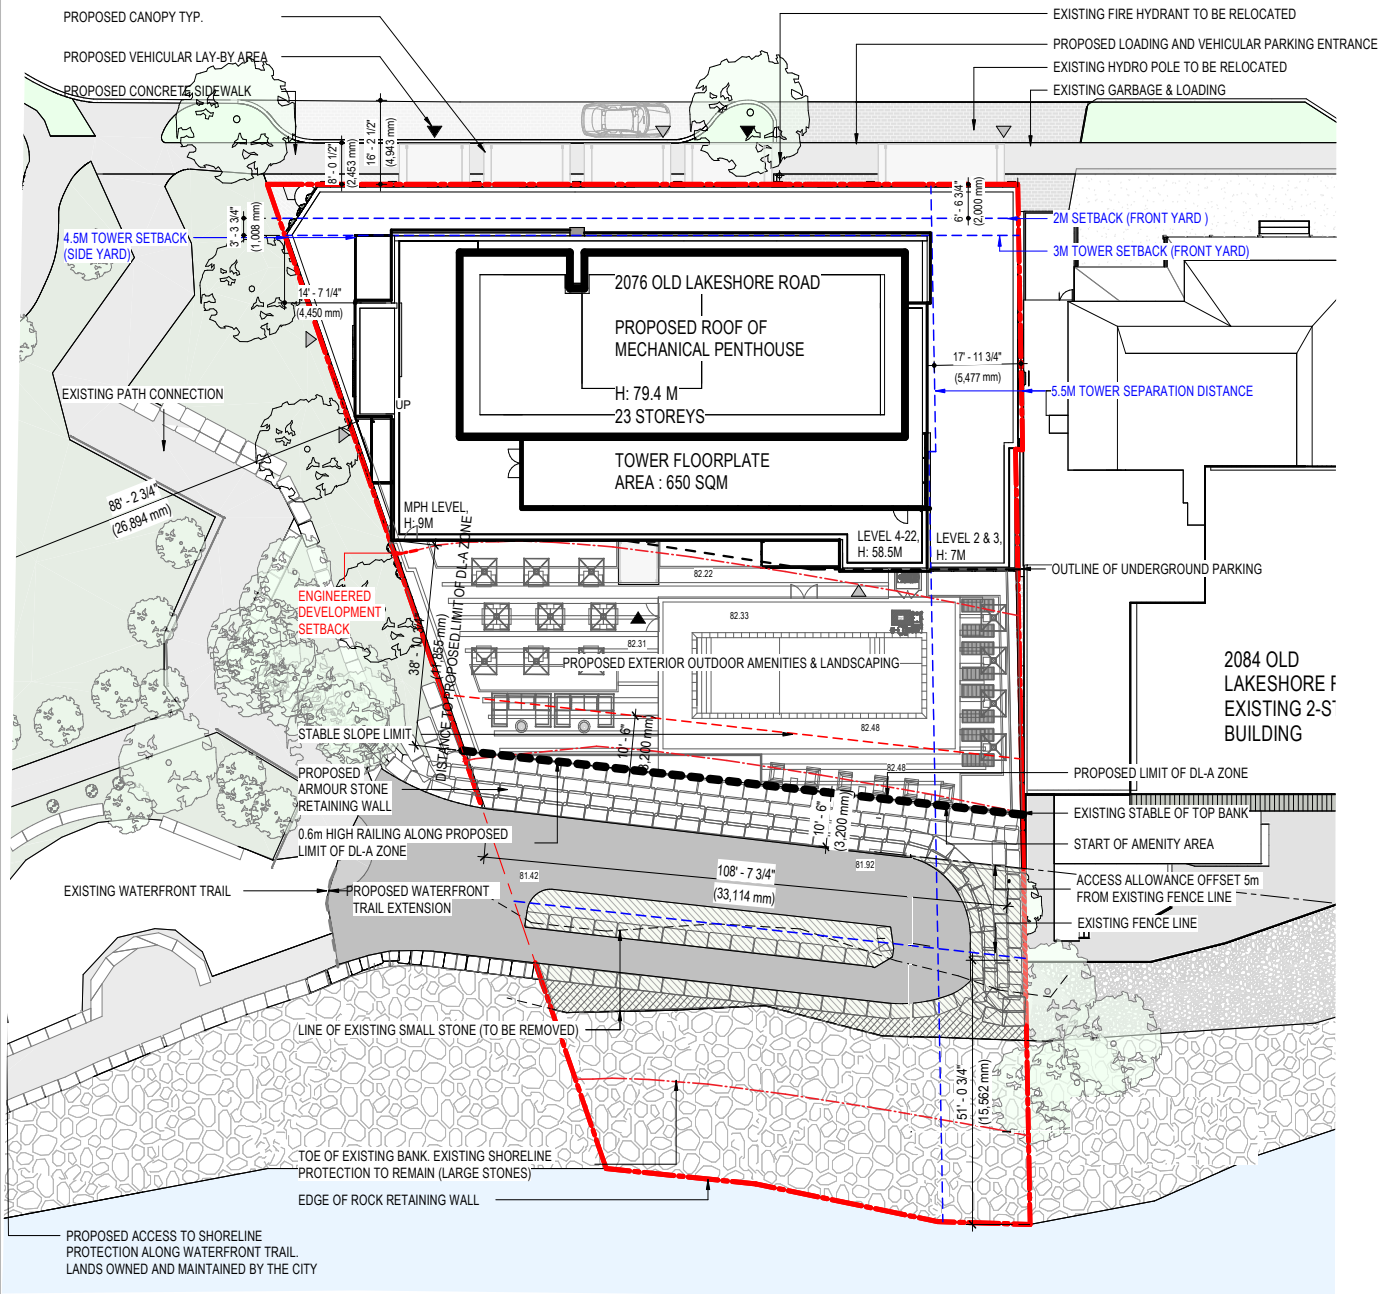 PROPOSED CANOPY TYP.
PROPOSED VEHICULAR LAY-BY AREA
PROPOSED CONCRETE SIDEWALK
EXISTING FIRE HYDRANT TO BE RELOCATED
PROPOSED LOADING AND VEHICULAR PARKING ENTRANCE
EXISTING HYDRO POLE TO BE RELOCATED
EXISTING GARBAGE & LOADING
8' - 0 1/2"
(2,453 mm)
16' - 2 1/2"
(4,943 mm)
6' - 6 3/4"
(2,000 mm)
2M SETBACK (FRONT YARD )
3M TOWER SETBACK (FRONT YARD)
4.5M TOWER SETBACK
(SIDE YARD)
3' - 3 3/4"
(1,008 mm)
14' - 7 1/4"
(4,450 mm)
2076 OLD LAKESHORE ROAD
PROPOSED ROOF OF
MECHANICAL PENTHOUSE
H: 79.4 M
23 STOREYS
TOWER FLOORPLATE
AREA : 650 SQM
17' - 11 3/4"
(5,477 mm)
5.5M TOWER SEPARATION DISTANCE
EXISTING PATH CONNECTION
UP
88' - 2 3/4"
(26,894 mm)
MPH LEVEL,
H: 9M
LEVEL 4-22,
H: 58.5M
LEVEL 2 & 3,
H: 7M
OUTLINE OF UNDERGROUND PARKING
ENGINEERED
DEVELOPMENT
SETBACK
38' - 10 3/4"
(11,855 mm)
DISTANCE TO PROPOSED LIMIT OF DL-A ZONE
82.22
82.33
82.31
PROPOSED EXTERIOR OUTDOOR AMENITIES & LANDSCAPING
82.48
82.48
10' - 6"
3,200 mm)
2084 OLD
LAKESHORE R
EXISTING 2-ST
BUILDING
STABLE SLOPE LIMIT
PROPOSED
ARMOUR STONE
RETAINING WALL
0.6m HIGH RAILING ALONG PROPOSED
LIMIT OF DL-A ZONE
10' - 6"
(3,200 mm)
PROPOSED LIMIT OF DL-A ZONE
EXISTING STABLE OF TOP BANK
START OF AMENITY AREA
ACCESS ALLOWANCE OFFSET 5m
FROM EXISTING FENCE LINE
EXISTING FENCE LINE
81.42
81.92
108' - 7 3/4"
(33,114 mm)
EXISTING WATERFRONT TRAIL
PROPOSED WATERFRONT
TRAIL EXTENSION
LINE OF EXISTING SMALL STONE (TO BE REMOVED)
51' - 0 3/4"
(15,562 mm)
TOE OF EXISTING BANK. EXISTING SHORELINE
PROTECTION TO REMAIN (LARGE STONES)
EDGE OF ROCK RETAINING WALL
PROPOSED ACCESS TO SHORELINE
PROTECTION ALONG WATERFRONT TRAIL.
LANDS OWNED AND MAINTAINED BY THE CITY